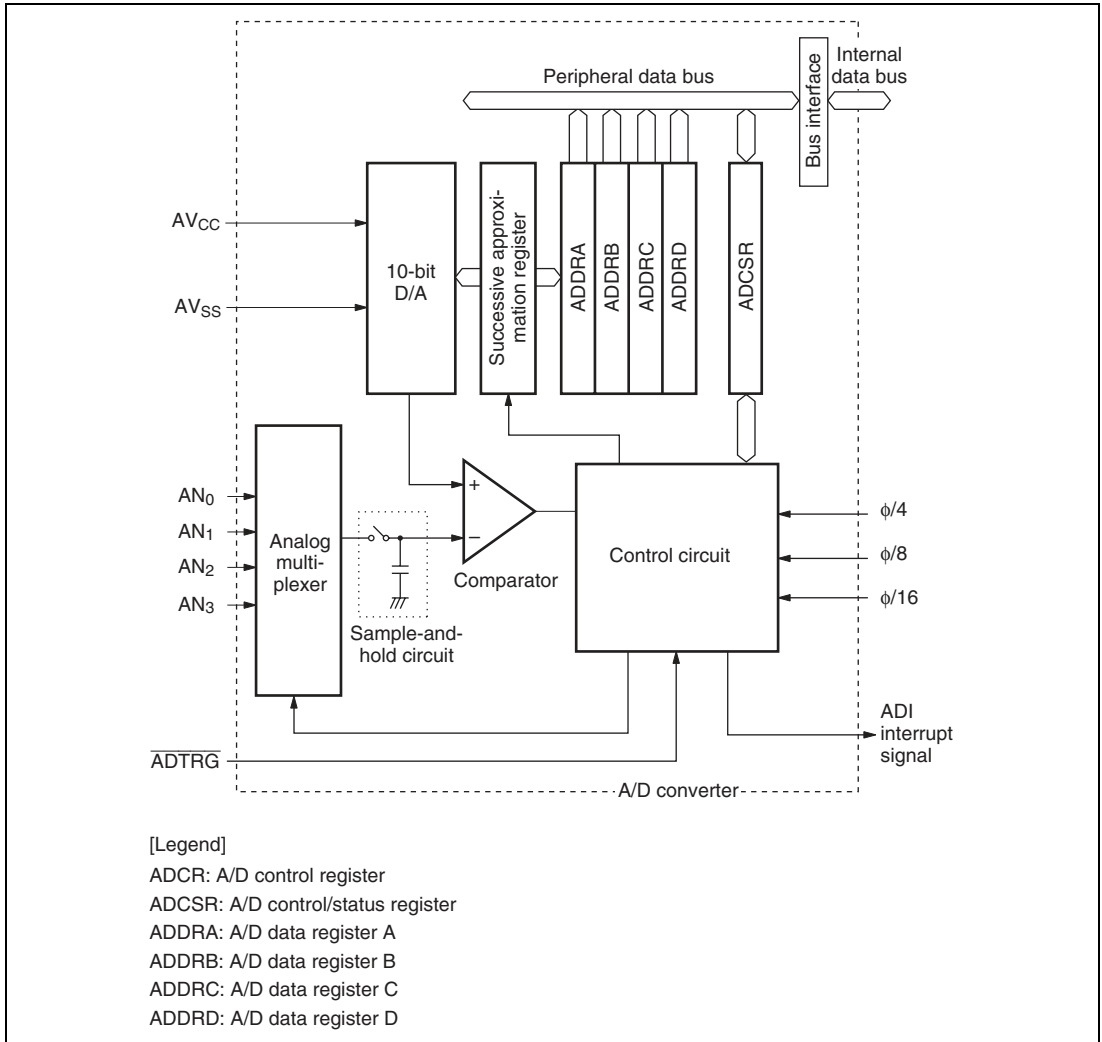 Peripheral data bus
Internal
data bus
Bus interface
AVCC
AVSS
10-bit
D/A
Successive approxi-
mation register
ADDRA
ADDRB
ADDRC
ADDRD
ADCSR
AN0
AN1
AN2
AN3
Analog
multi-
plexer
Sample-and-
hold circuit
+
−
Comparator
Control circuit
ϕ/4
ϕ/8
ϕ/16
ADI
interrupt
signal
ADTRG
A/D converter
[Legend]
ADCR: A/D control register
ADCSR: A/D control/status register
ADDRA: A/D data register A
ADDRB: A/D data register B
ADDRC: A/D data register C
ADDRD: A/D data register D